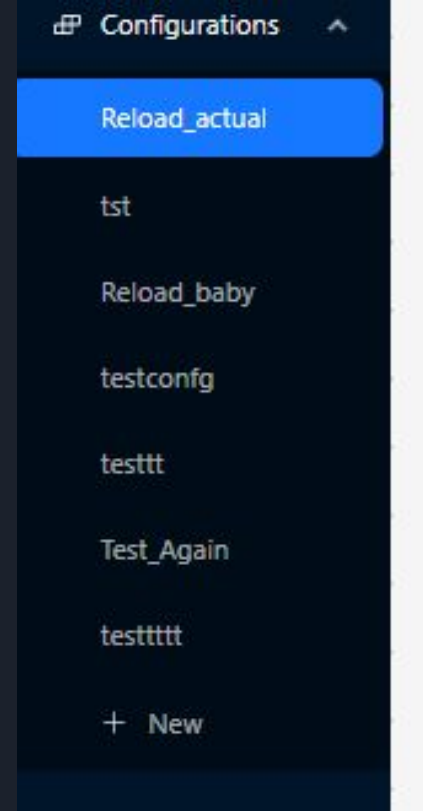 Configurations
Reload_actual
tst
Reload_baby
testconfg
testtt
Test_Again
testtttt
+ New